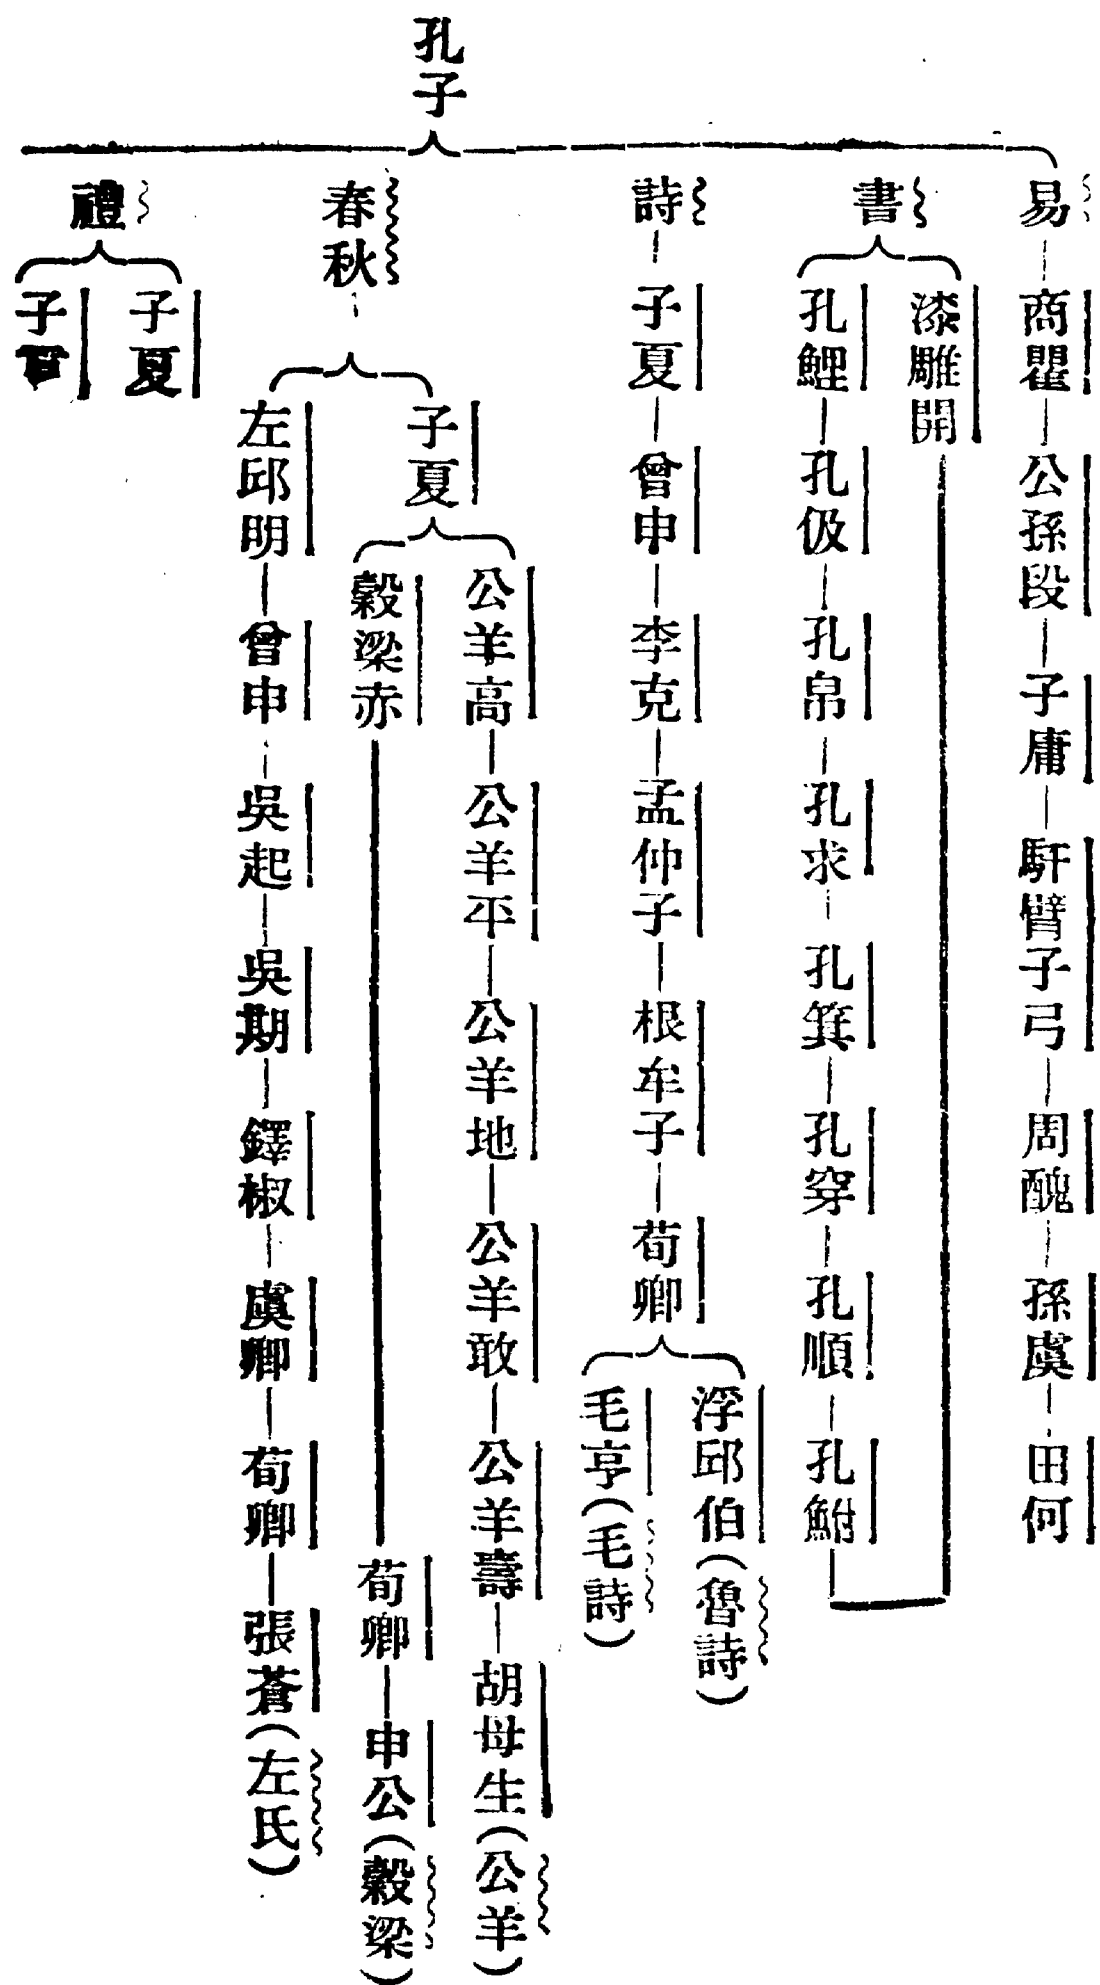 孔子
易
商瞿
公孫段
子庸
馯臂子弓
周醜
孫虞
田何
書
漆雕開
孔鯉
孔伋
孔帛
孔求
孔箕
孔穿
孔順
孔鮒
詩
子夏
曾申
李克
孟仲子
根牟子
荀卿
浮邱伯(魯詩)
毛亨(毛詩)
春秋
子夏
公羊高
公羊平
公羊地
公羊敢
公羊壽
胡母生(公羊)
穀梁赤
荀卿
申公(穀梁)
左邱明
曾申
吳起
吳期
鐸椒
虞卿
荀卿
張蒼(左氏)
禮
子夏
子